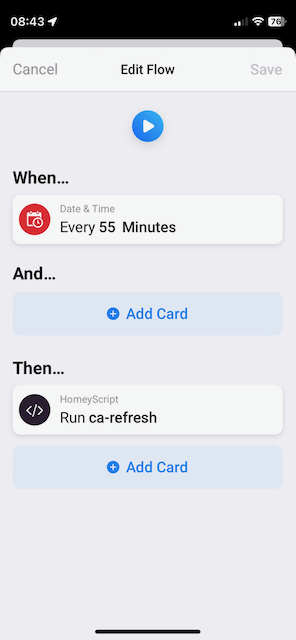 08:43
76
Cancel
Edit Flow
Save
When...
Date & Time
Every 55 Minutes
And...
Add Card
Then...
HomeyScript
Run ca-refresh
Add Card